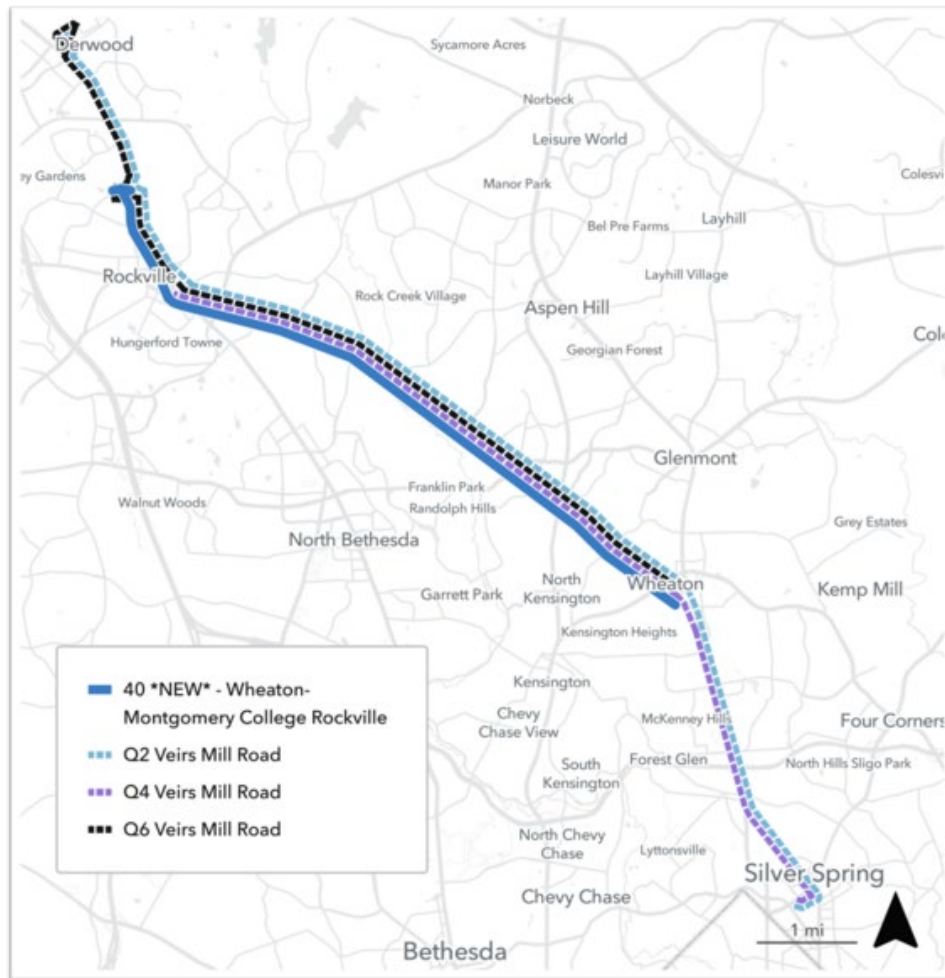 Derwood
Sycamore Acres
Norbeck
Leisure World
ey Gardens
Manor Park
Colesvi
Bel Pre Farms
Layhill
Rockville
Layhill Village
Rock Creek Village
Aspen Hill
Hungerford Towne
Georgian Forest
Cole
Glenmont
Franklin Park
Walnut Woods
Randolph Hills
Grey Estates
North Bethesda
Wheaton
North
Kensington
Garrett Park
Kemp Mill
Kensington Heights
Kensington
40 *NEW* - Wheaton-
Montgomery College Rockville
Q2 Veirs Mill Road
Q4 Veirs Mill Road
Q6 Veirs Mill Road
Chevy
Chase View
McKenney Hills
Four Corners
South
Kensington
Forest Glen
North Hills Sligo Park
North Chevy
Chase
Lyttonsville
Silver Spring
Chevy Chase
1 mi
Bethesda